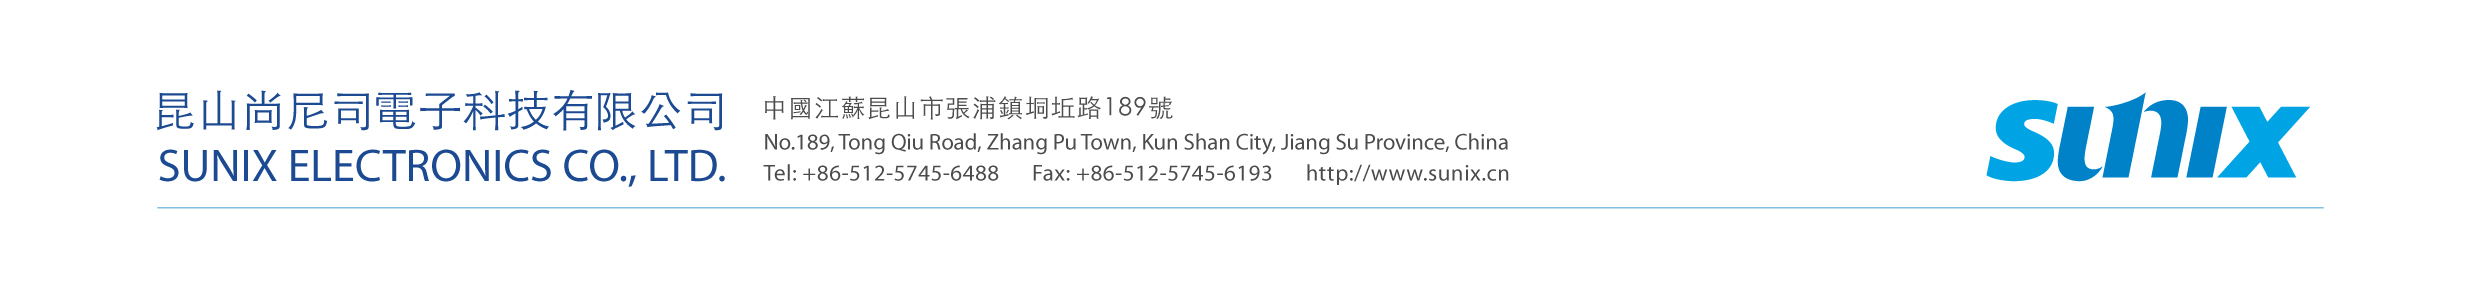 昆山尚尼司電子科技有限公司
SUNIX ELECTRONICS CO., LTD.
中國江蘇昆山市張浦鎮垌坵路189號
No.189, Tong Qiu Road, Zhang Pu Town, Kun Shan City, Jiang Su Province, China
Tel: +86-512-5745-6488 Fax: +86-512-5745-6193 http://www.sunix.cn
sunix